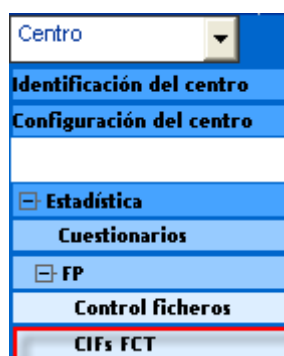 Centro
Identificación del centro
Configuración del centro
Estadística
Cuestionarios
FP
Control ficheros
CIFs FCT